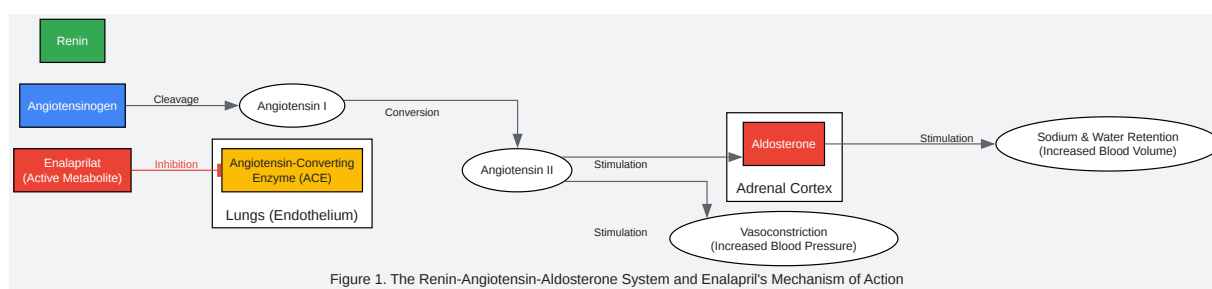 Renin
Angiotensinogen
Cleavage
Angiotensin I
Conversion
Enalaprilat
(Active Metabolite)
Inhibition
Angiotensin-Converting
Enzyme (ACE)
Lungs (Endothelium)
Angiotensin II
Stimulation
Aldosterone
Adrenal Cortex
Stimulation
Sodium & Water Retention
(Increased Blood Volume)
Stimulation
Vasoconstriction
(Increased Blood Pressure)
Figure 1. The Renin-Angiotensin-Aldosterone System and Enalapril's Mechanism of Action